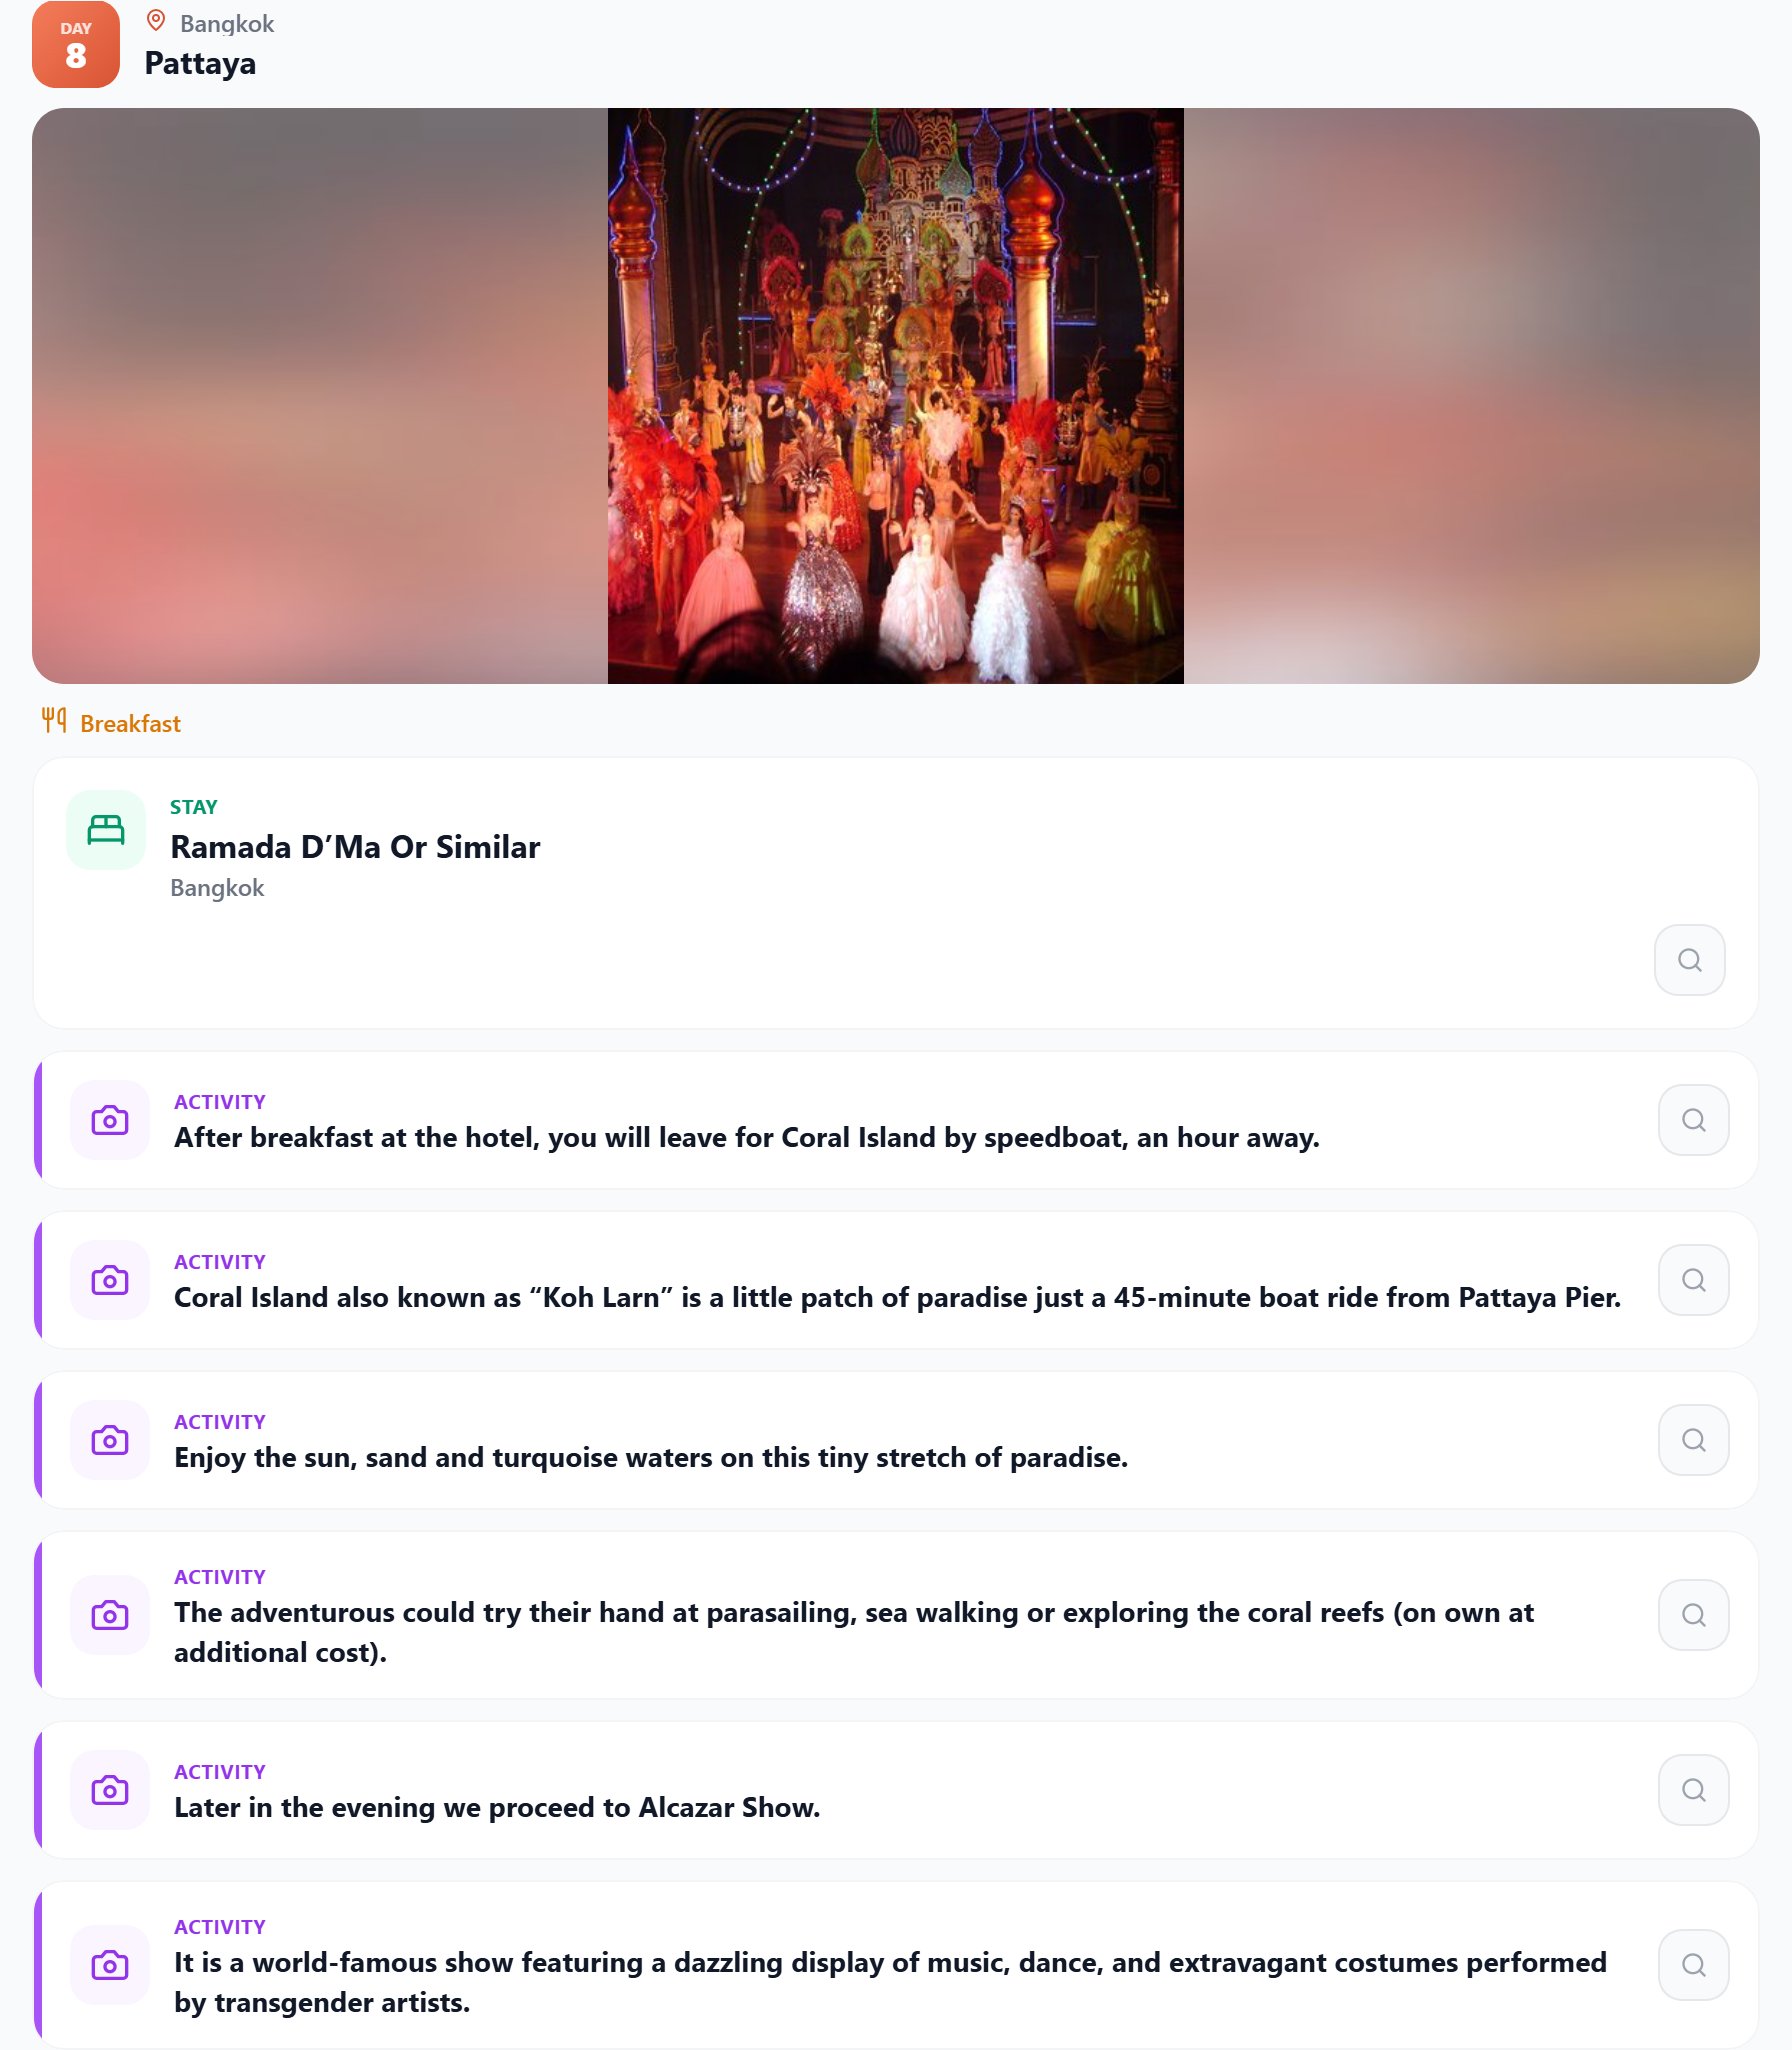 DAY
8
Bangkok
Pattaya
Breakfast
STAY
Ramada D’Ma Or Similar
Bangkok
ACTIVITY
After breakfast at the hotel, you will leave for Coral Island by speedboat, an hour away.
ACTIVITY
Coral Island also known as “Koh Larn” is a little patch of paradise just a 45-minute boat ride from Pattaya Pier.
ACTIVITY
Enjoy the sun, sand and turquoise waters on this tiny stretch of paradise.
ACTIVITY
The adventurous could try their hand at parasailing, sea walking or exploring the coral reefs (on own at
additional cost).
ACTIVITY
Later in the evening we proceed to Alcazar Show.
ACTIVITY
It is a world-famous show featuring a dazzling display of music, dance, and extravagant costumes performed
by transgender artists.